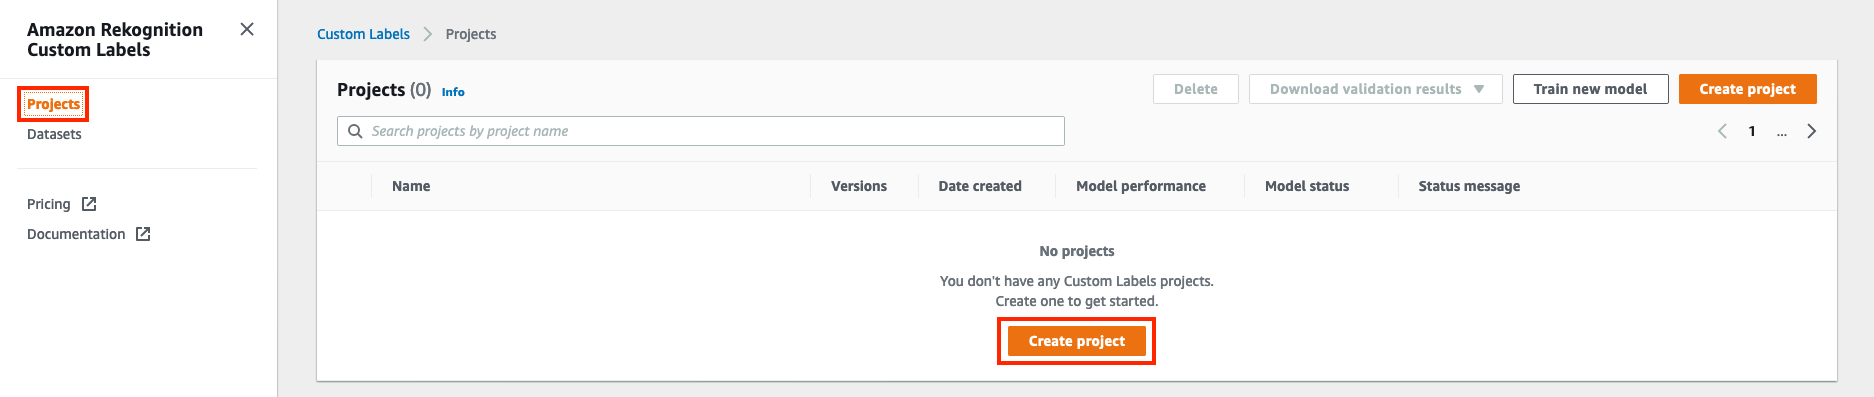 Amazon Rekognition
Custom Labels
Projects
Datasets
Pricing
Documentation
Custom Labels Projects
Projects (0) Info
Delete
Download validation results
Train new model
Create project
Search projects by project name
1 ...
Name Versions Date created Model performance Model status Status message
No projects
You don't have any Custom Labels projects.
Create one to get started.
Create project